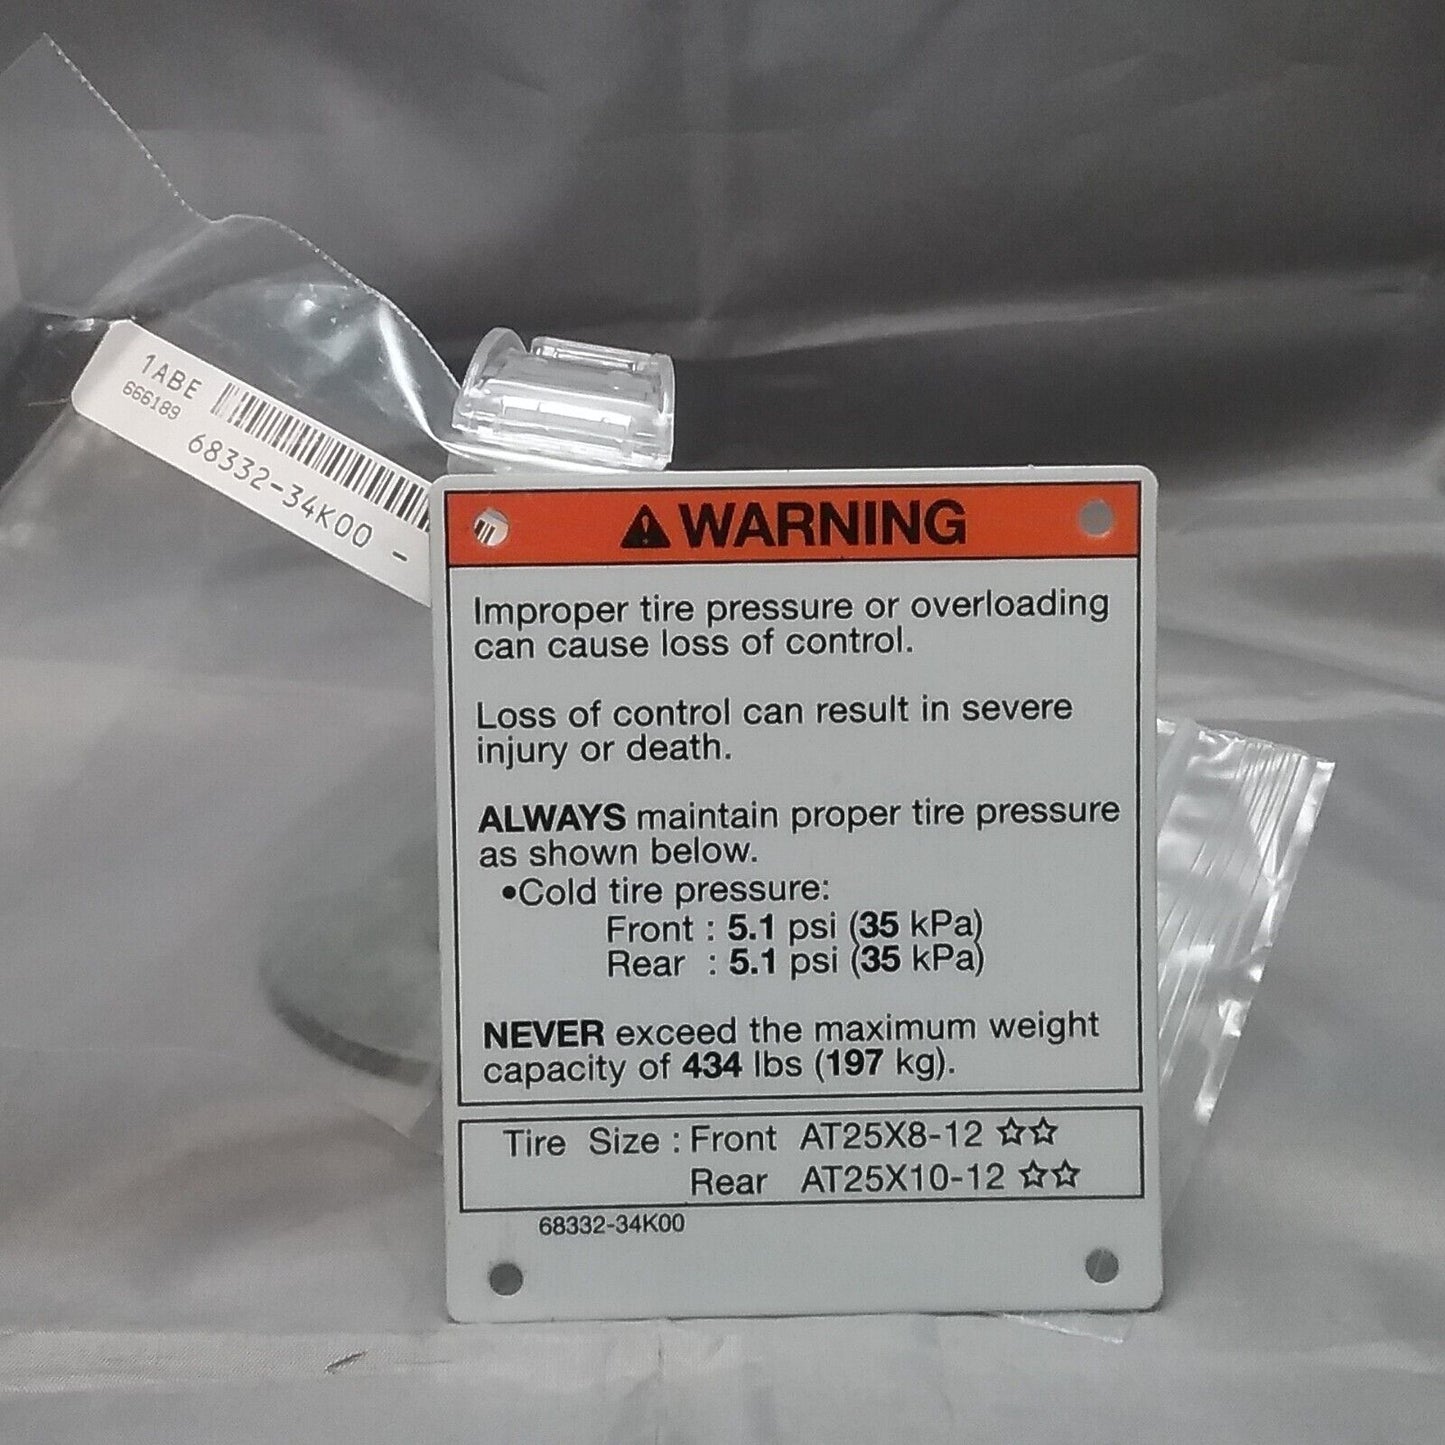 1ABE
666189
68332-34K00 -
⚠WARNING
Improper tire pressure or overloading
can cause loss of control.
Loss of control can result in severe
injury or death.
ALWAYS maintain proper tire pressure
as shown below.
•Cold tire pressure:
Front : 5.1 psi (35 kPa)
Rear : 5.1 psi (35 kPa)
NEVER exceed the maximum weight
capacity of 434 lbs (197 kg).
Tire Size : Front AT25X8-12 ☆☆
Rear AT25X10-12 ☆☆
68332-34K00